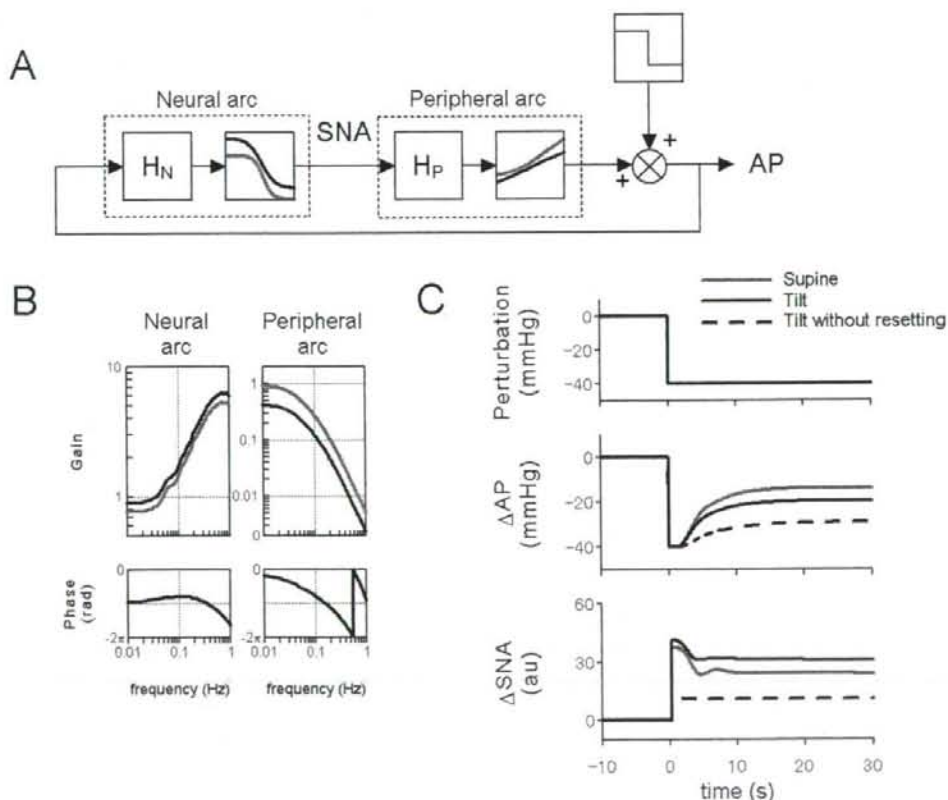 A
Neural arc
SNA
Peripheral arc
H_N
H_P
+
+
AP
B
Neural
arc
Peripheral
arc
Gain
10
1
1
0.1
0.01
0
Phase
(rad)
0
-2
0
-2
0.01
0.1
1
0.01
0.1
1
frequency (Hz)
frequency (Hz)
C
Supine
Tilt
Tilt without resetting
Perturbation
(mmHg)
0
-20
-40
ΔAP
(mmHg)
0
-20
-40
ΔSNA
(au)
60
30
0
-10
0
10
20
30
time (s)